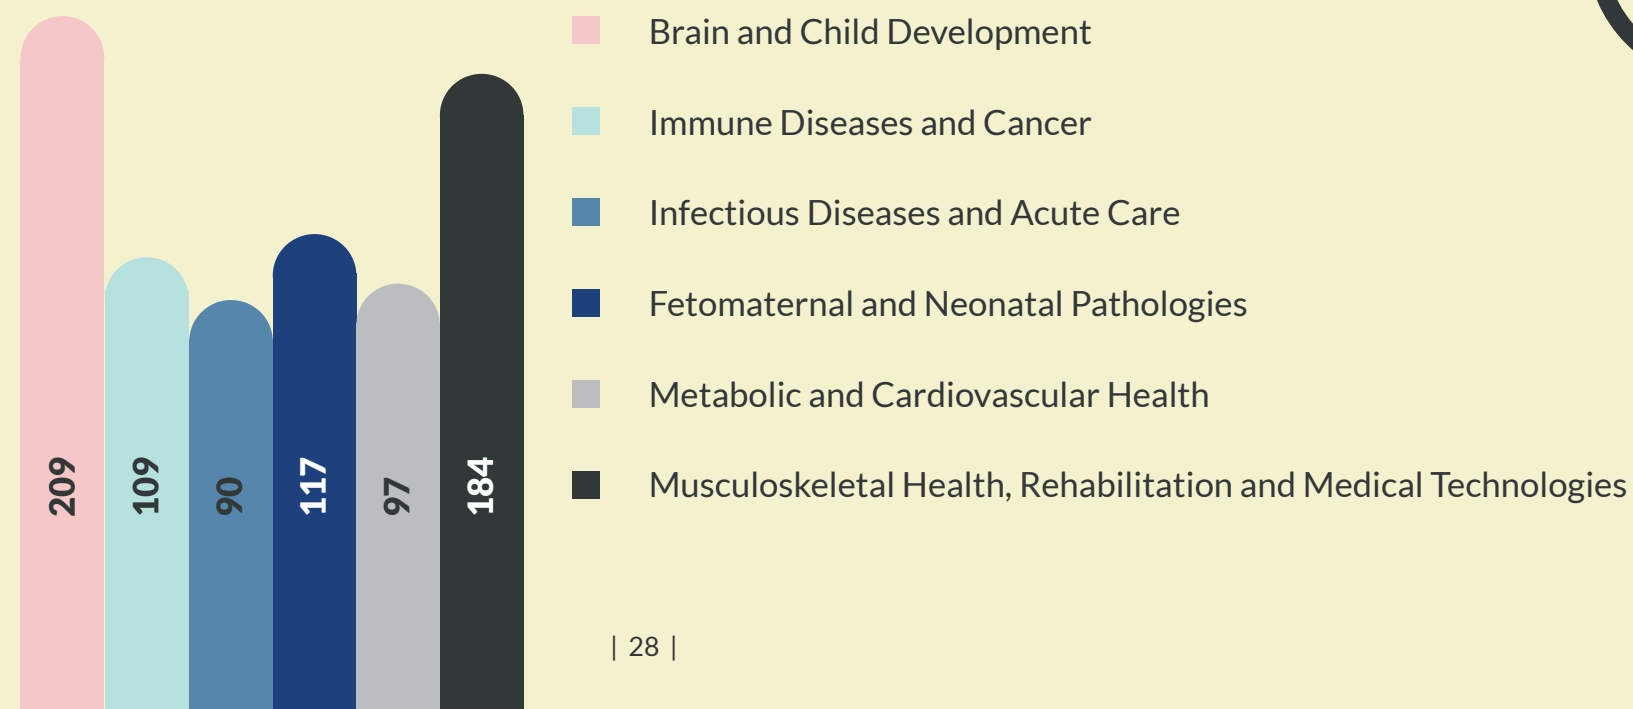 209
109
90
117
97
184
Brain and Child Development
Immune Diseases and Cancer
Infectious Diseases and Acute Care
Fetomaternal and Neonatal Pathologies
Metabolic and Cardiovascular Health
Musculoskeletal Health, Rehabilitation and Medical Technologies
| 28 |